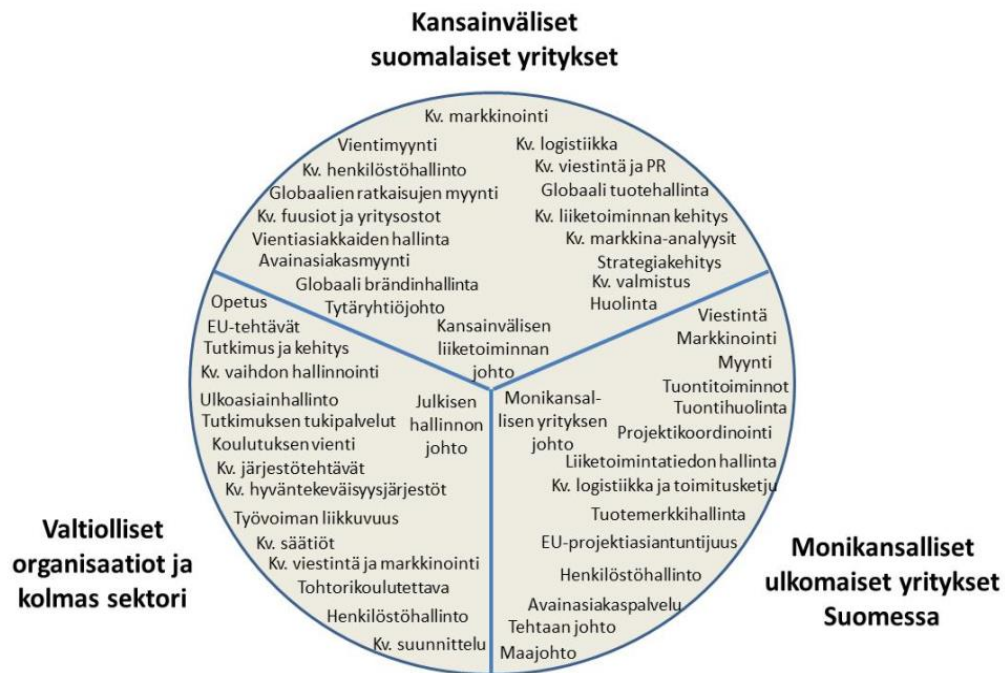 Kansainväliset
suomalaiset yritykset
Kv. markkinointi
Vientimyynti
Kv. henkilöstöhallinto
Globaalien ratkaisujen myynti
Kv. fuusiot ja yritysostot
Vientiasiakkaiden hallinta
Avainasiakasmyynti
Globaali brändinhallinta
Tytäryhtiöjohto
Kv. logistiikka
Kv. viestintä ja PR
Globaali tuotehallinta
Kv. liiketoiminnan kehitys
Kv. markkina-analyysit
Strategiakehitys
Kv. valmistus
Huolinta
Kansainvälisen
liiketoiminnan
johto
Opetus
EU-tehtävät
Tutkimus ja kehitys
Kv. vaihdon hallinnointi
Ulkoasiainhallinto
Tutkimuksen tukipalvelut
Koulutuksen vienti
Kv. järjestötehtävät
Kv. hyväntekeväisyysjärjestöt
Työvoiman liikkuvuus
Kv. säätiöt
Kv. viestintä ja markkinointi
Tohtorikoulutettava
Henkilöstöhallinto
Kv. suunnittelu
Julkisen
hallinnon
johto
Valtiolliset
organisaatiot ja
kolmas sektori
Monikansal-
lisen yrityksen
johto
Viestintä
Markkinointi
Myynti
Tuontitoiminnot
Tuontihuolinta
Projektikoordinointi
Liiketoimintatiedon hallinta
Kv. logistiikka ja toimitusketju
Tuotemerkkihallinta
EU-projektiasiantuntijuus
Henkilöstöhallinto
Avainasiakaspalvelu
Tehtaan johto
Maajohto
Monikansalliset
ulkomaiset yritykset
Suomessa